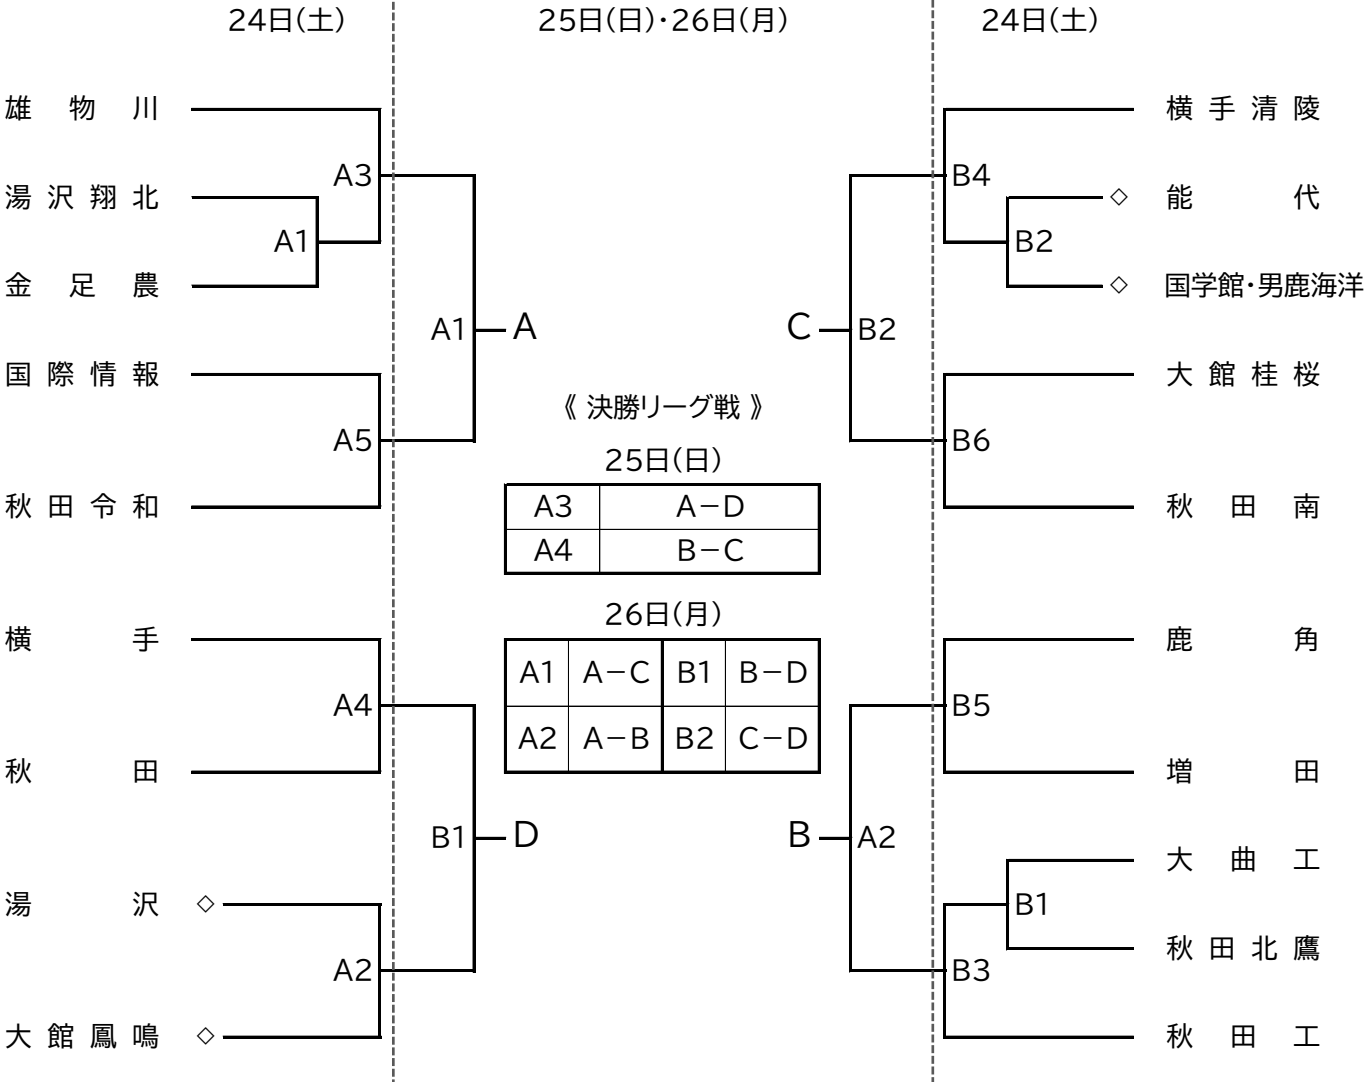 24日(土) 25日(日)・26日(月) 24日(土)
雄物川 横手清陵
A3 B4
湯沢翔北 ◇ 能代
A1 B2
金足農 ◇ 国学館・男鹿海洋
A1 A C B2
国際情報 大館桂桜
《 決勝リーグ戦 》
A5 B6
25日(日)
秋田令和 A3 A－D 秋田南
A4 B－C
26日(月)
横手 鹿角
A1 A－C B1 B－D
A4 B5
A2 A－B B2 C－D
秋田 増田
B1 D B A2
大曲工
湯沢 ◇ B1
秋田北鷹
A2 B3
大館鳳鳴 ◇ 秋田工